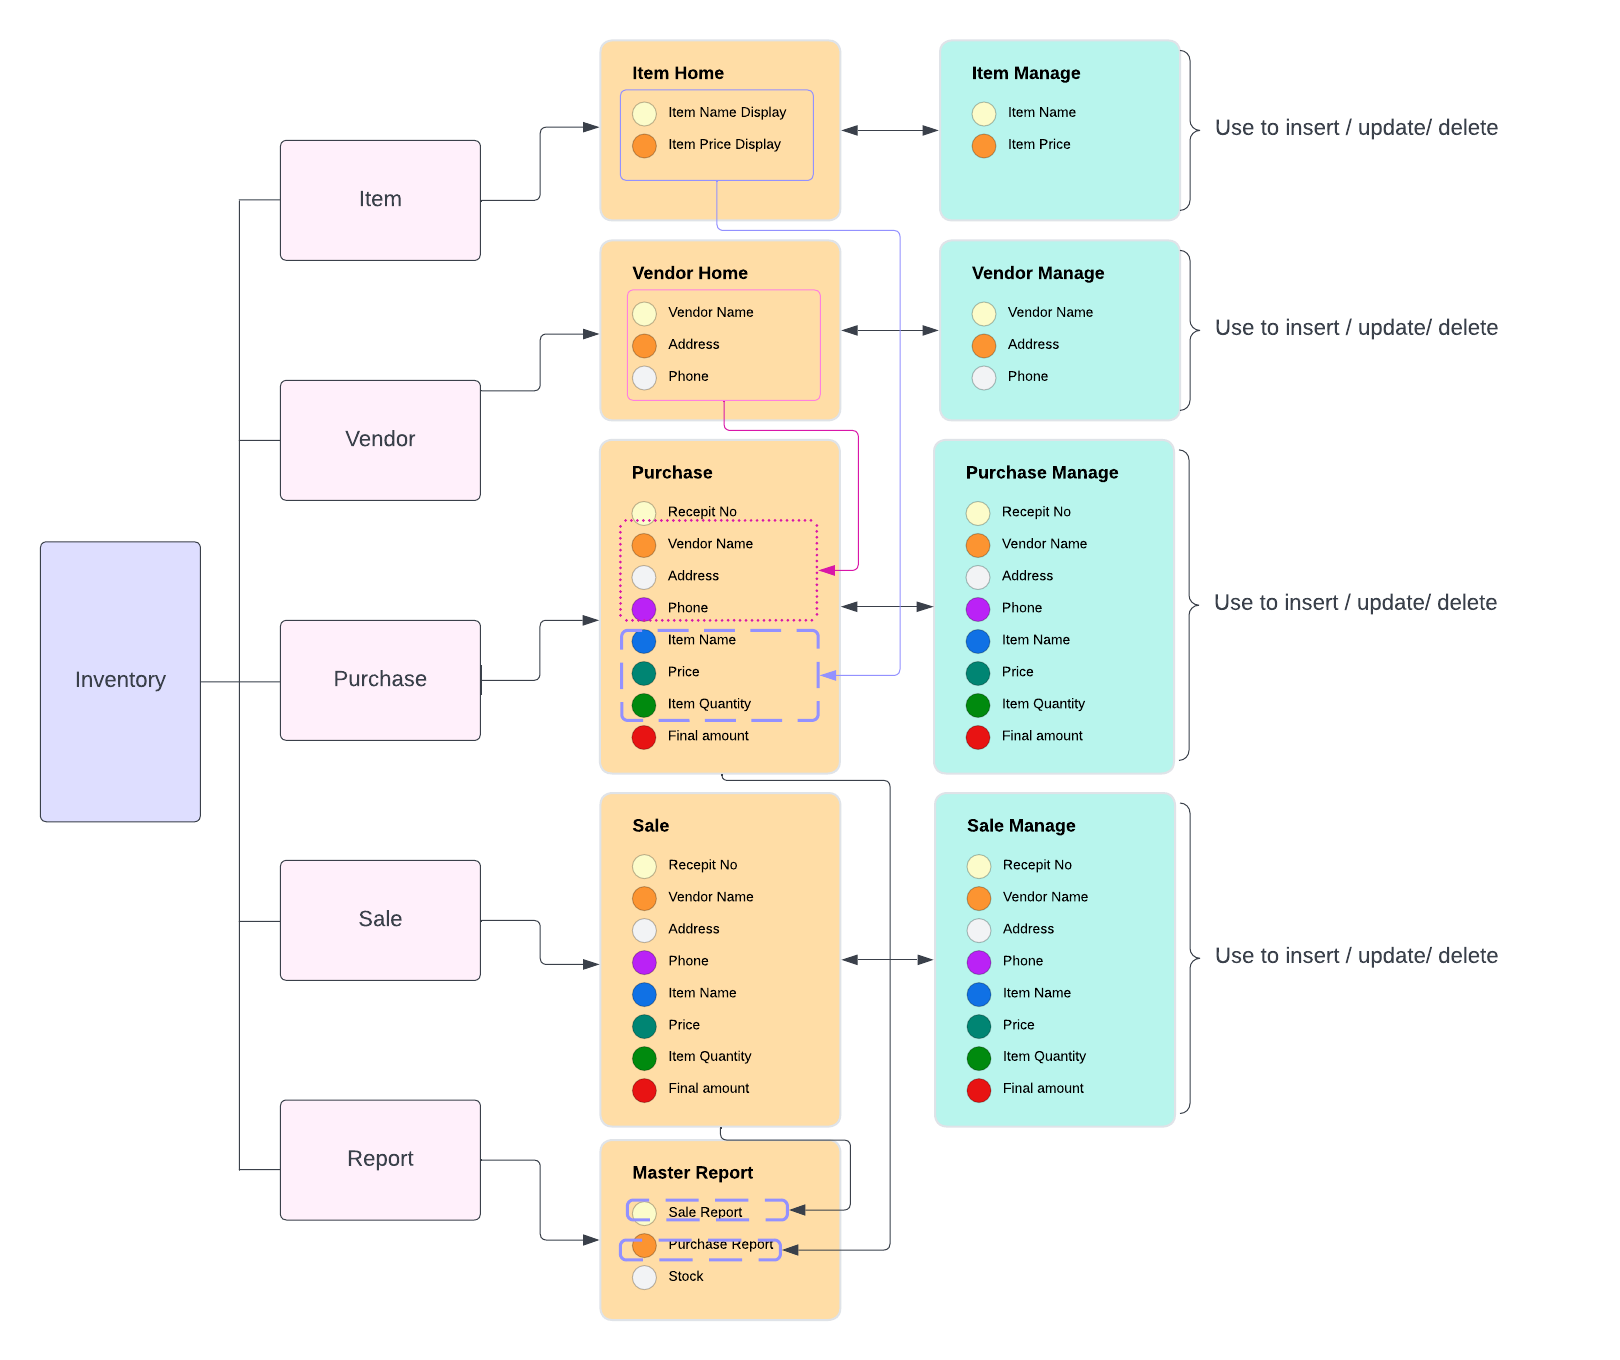 Inventory
Item
Vendor
Purchase
Sale
Report
Item Home
Item Name Display
Item Price Display
Item Manage
Item Name
Item Price
Use to insert / update/ delete
Vendor Home
Vendor Name
Address
Phone
Vendor Manage
Vendor Name
Address
Phone
Use to insert / update/ delete
Purchase
Recepit No
Vendor Name
Address
Phone
Item Name
Price
Item Quantity
Final amount
Purchase Manage
Recepit No
Vendor Name
Address
Phone
Item Name
Price
Item Quantity
Final amount
Use to insert / update/ delete
Sale
Recepit No
Vendor Name
Address
Phone
Item Name
Price
Item Quantity
Final amount
Sale Manage
Recepit No
Vendor Name
Address
Phone
Item Name
Price
Item Quantity
Final amount
Use to insert / update/ delete
Master Report
Sale Report
Purchase Report
Stock